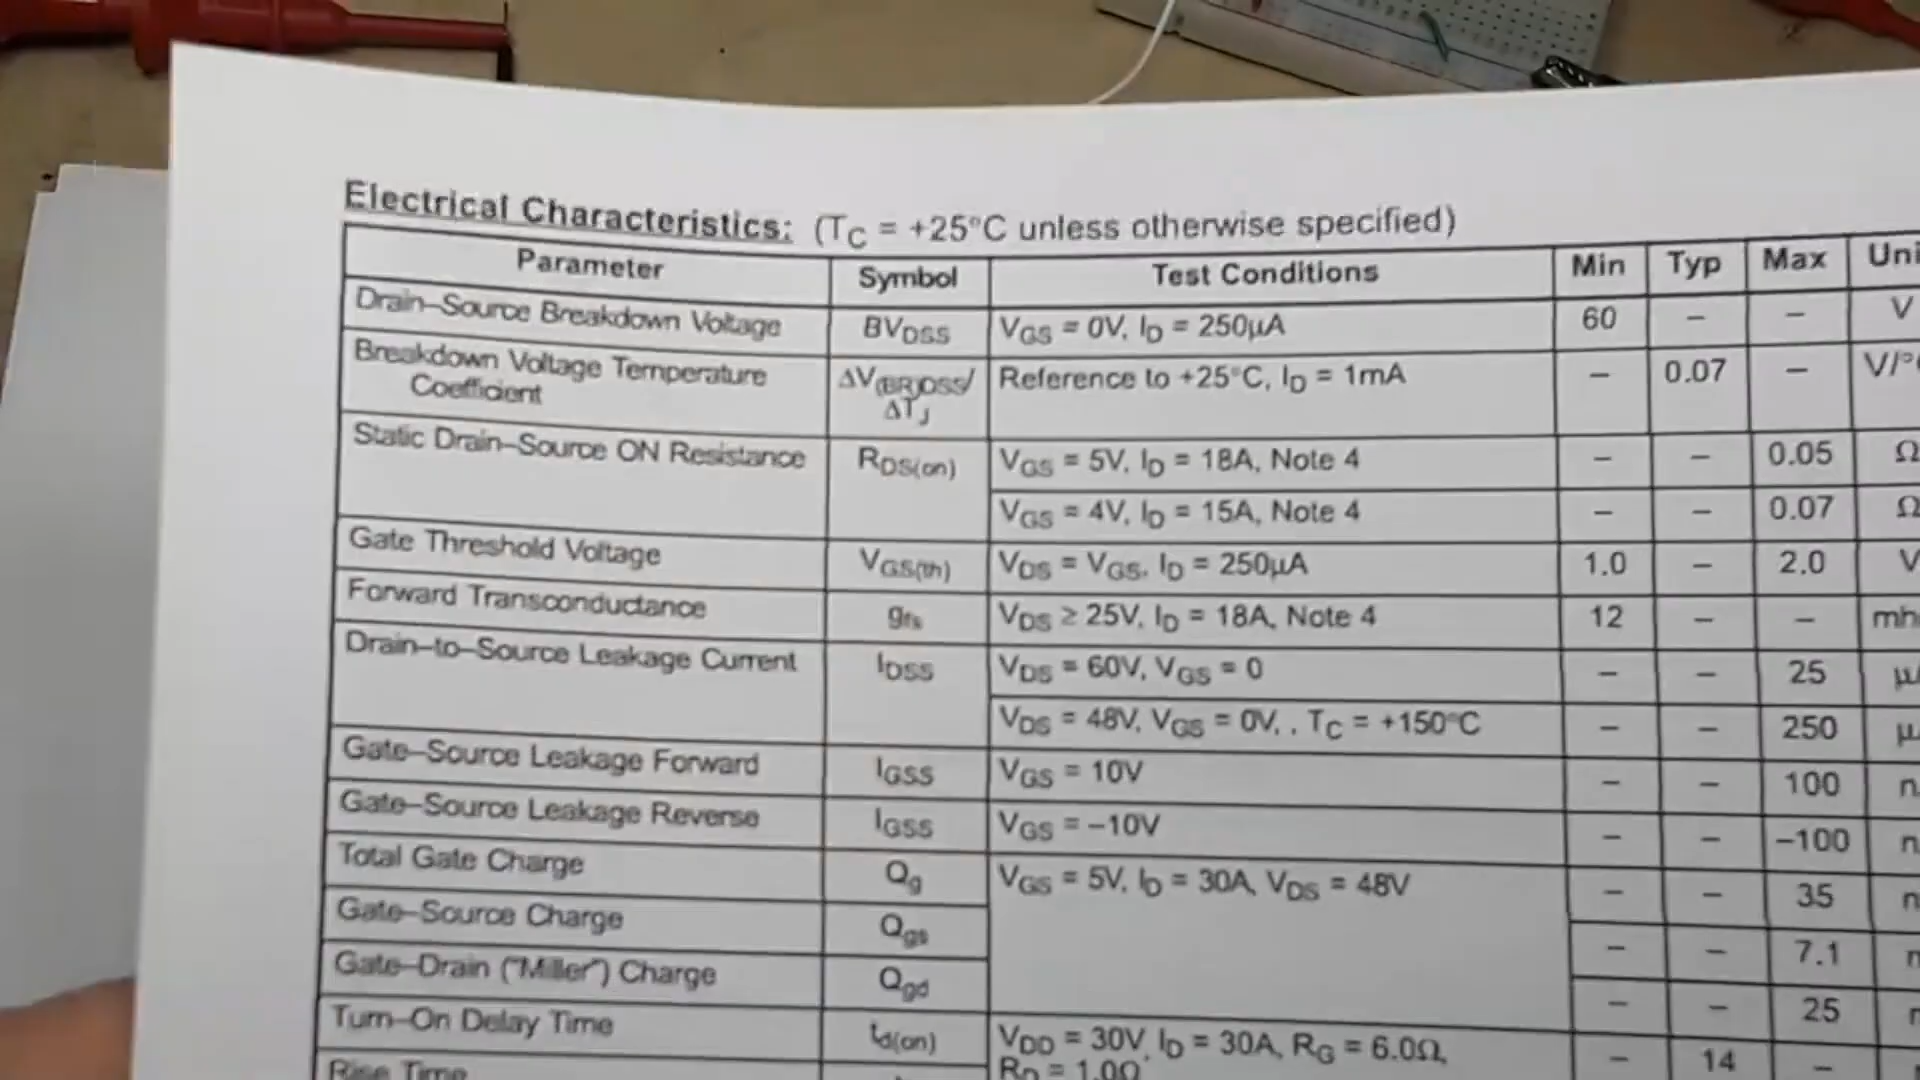 Electrical Characteristics: (TC = +25°C unless otherwise specified)
Parameter Symbol Test Conditions Min Typ Max Uni
Drain–Source Breakdown Voltage BVDSS VGS = 0V, ID = 250µA 60 – – V
Breakdown Voltage Temperature Coefficient ΔV(BR)DSS/ΔTJ Reference to +25°C, ID = 1mA – 0.07 – V/°
Static Drain–Source ON Resistance RDS(on) VGS = 5V, ID = 18A, Note 4 – – 0.05 Ω
VGS = 4V, ID = 15A, Note 4 – – 0.07 Ω
Gate Threshold Voltage VGS(th) VDS = VGS, ID = 250µA 1.0 – 2.0 V
Forward Transconductance gfs VDS ≥ 25V, ID = 18A, Note 4 12 – – mh
Drain–to–Source Leakage Current IDSS VDS = 60V, VGS = 0 – – 25 µ
VDS = 48V, VGS = 0V, . TC = +150°C – – 250 µ
Gate–Source Leakage Forward IGSS VGS = 10V – – 100 n
Gate–Source Leakage Reverse IGSS VGS = –10V – – –100 n
Total Gate Charge Qg VGS = 5V, ID = 30A, VDS = 48V – – 35 n
Gate–Source Charge Qgs – – 7.1 n
Gate–Drain ("Miller") Charge Qgd – – 25 n
Turn–On Delay Time td(on) VDD = 30V, ID = 30A, RG = 6.0Ω, – 14 –
Rise Time RD = 1.0Ω